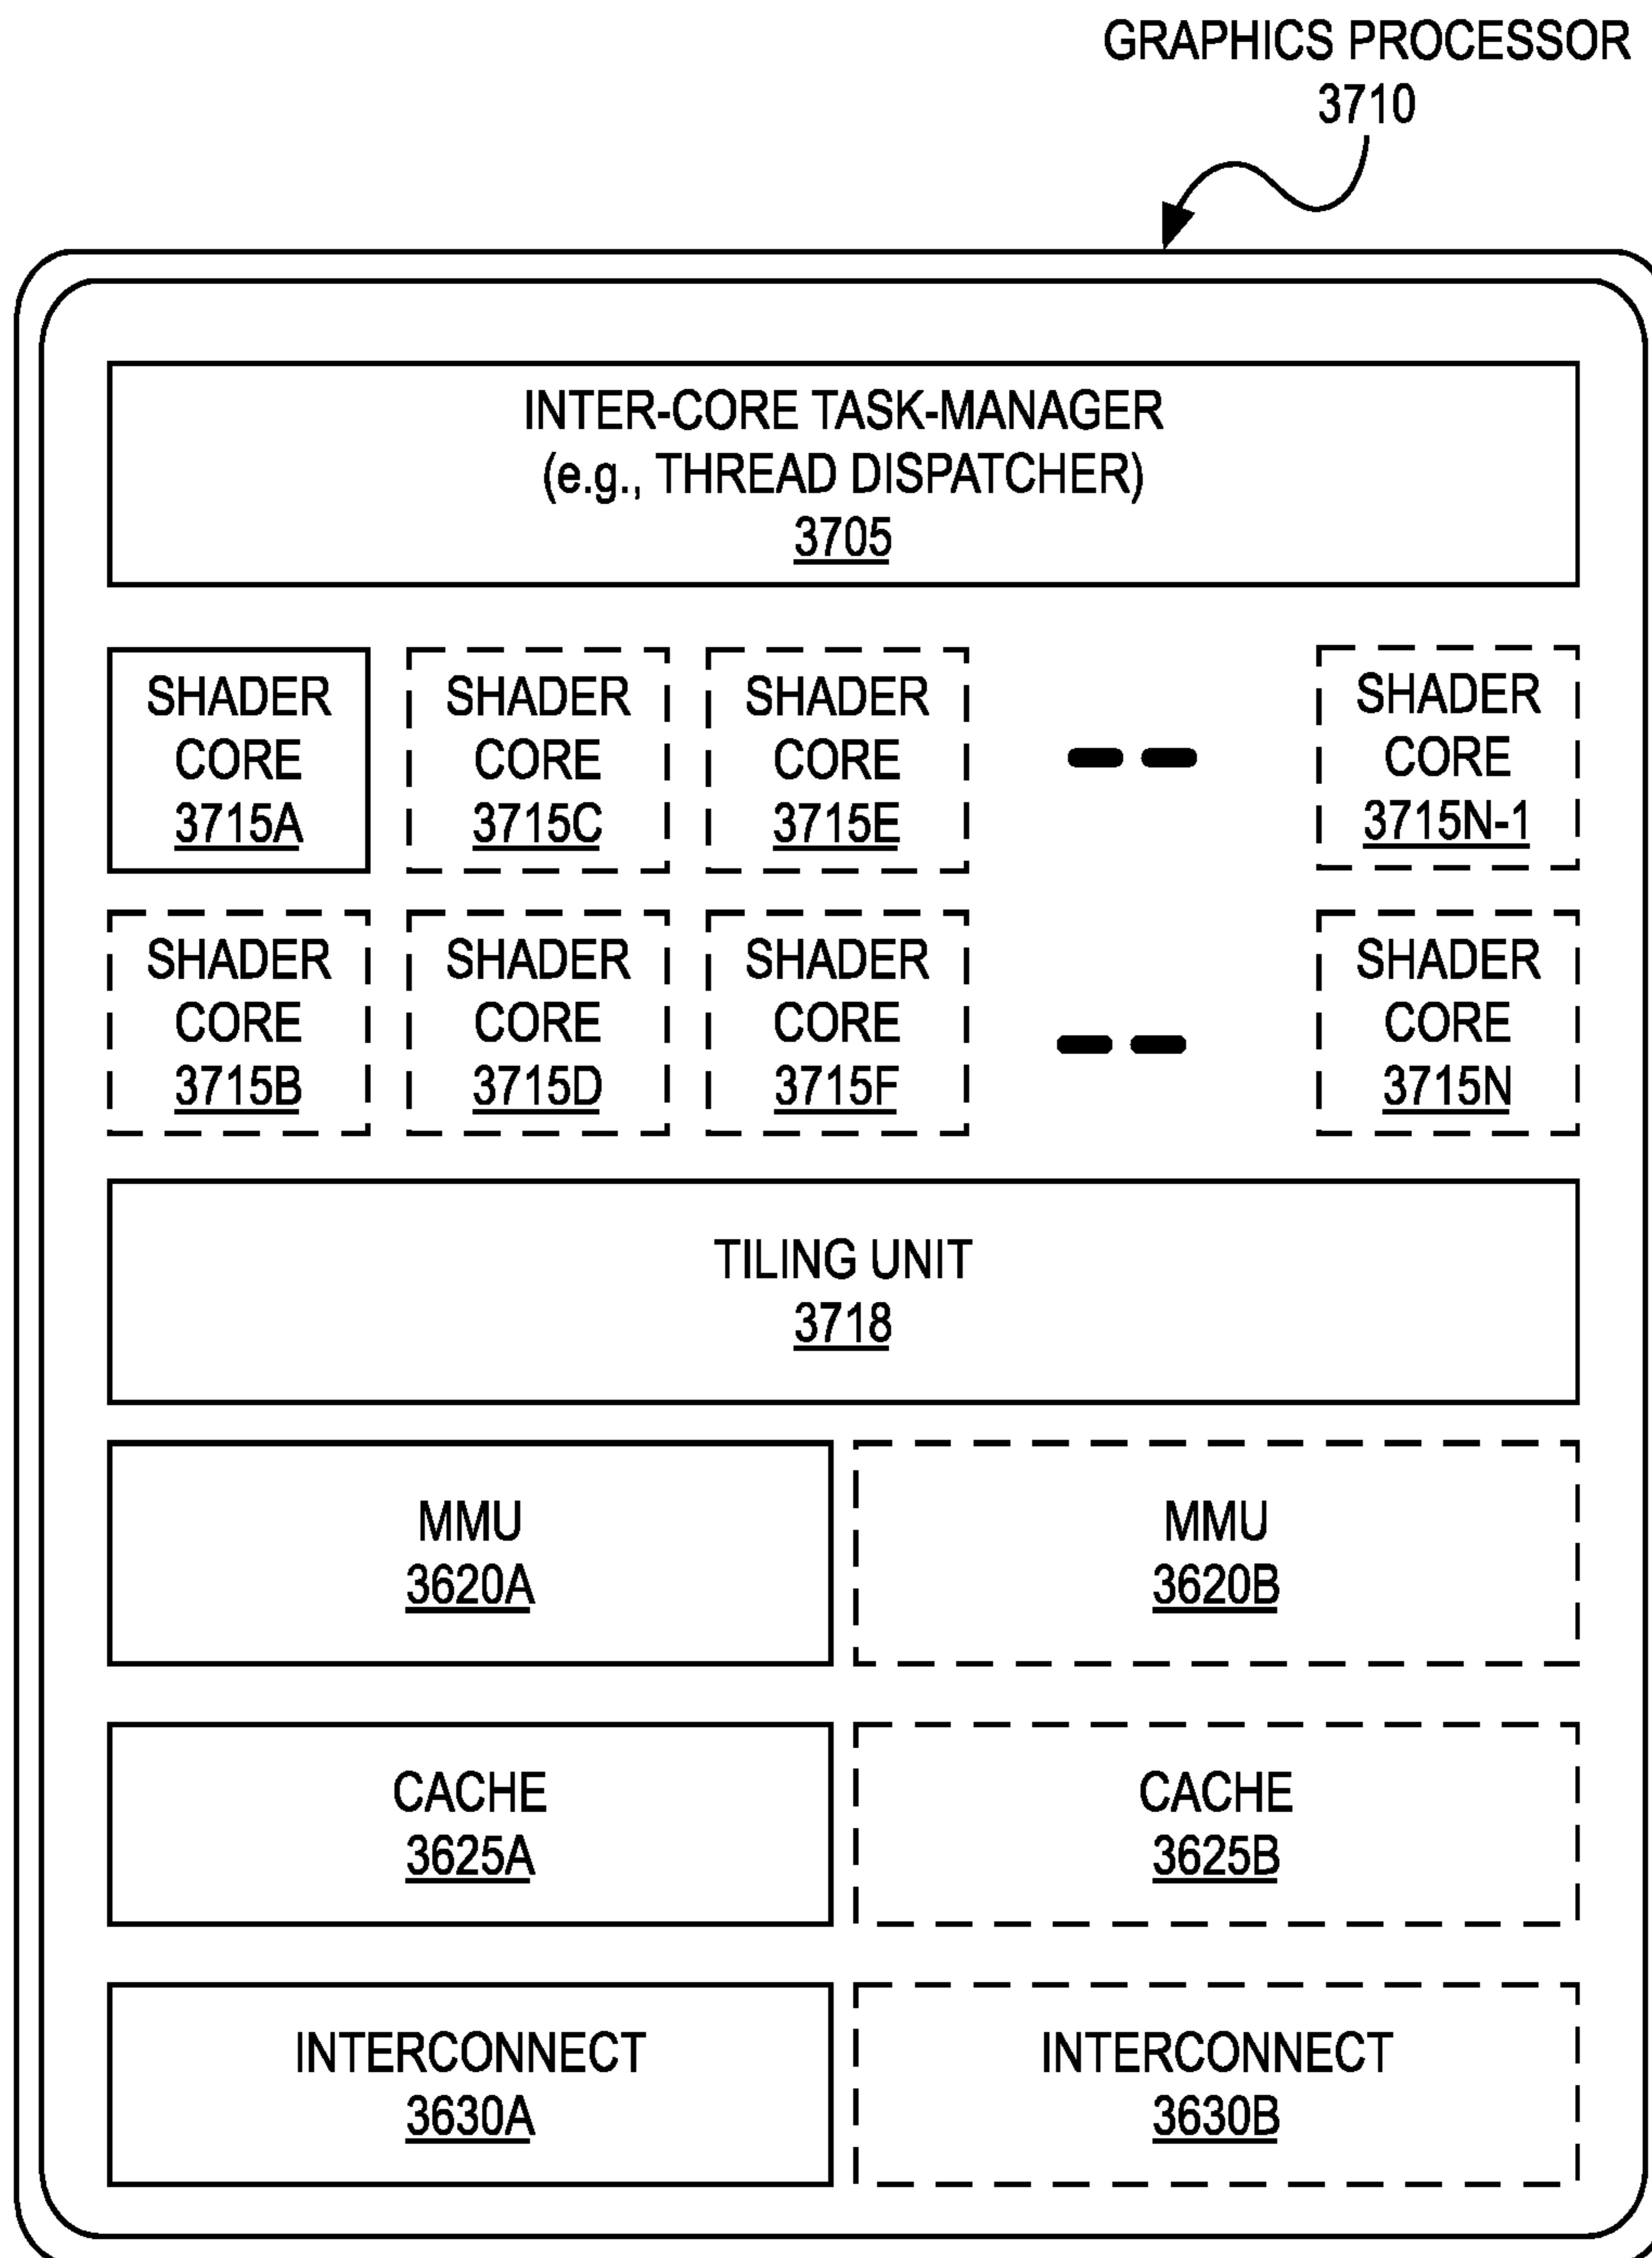 GRAPHICS PROCESSOR
3710
INTER-CORE TASK-MANAGER
(e.g., THREAD DISPATCHER)
3705
SHADER
CORE
3715A
SHADER
CORE
3715C
SHADER
CORE
3715E
SHADER
CORE
3715N-1
SHADER
CORE
3715B
SHADER
CORE
3715D
SHADER
CORE
3715F
SHADER
CORE
3715N
TILING UNIT
3718
MMU
3620A
MMU
3620B
CACHE
3625A
CACHE
3625B
INTERCONNECT
3630A
INTERCONNECT
3630B